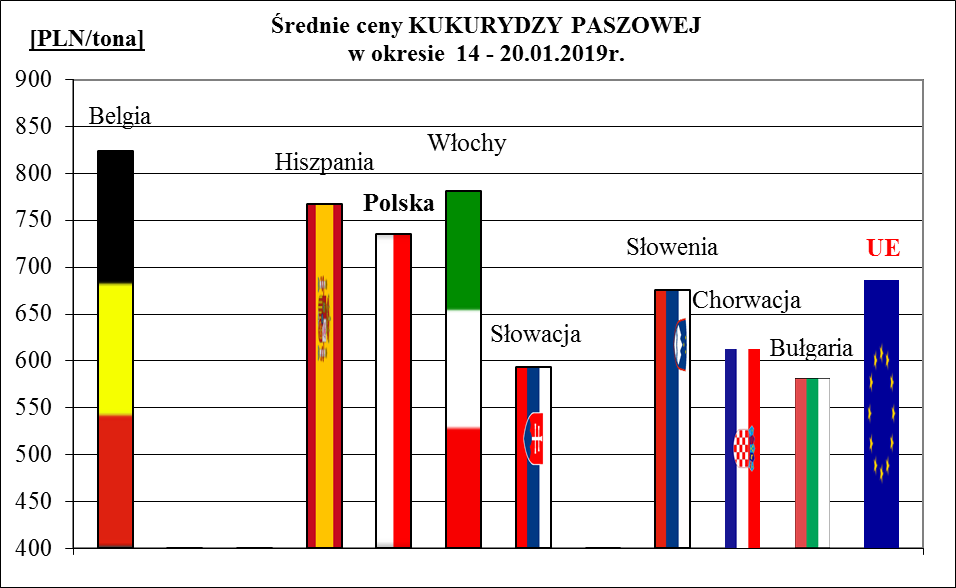 Średnie ceny KUKURYDZY PASZOWEJ
w okresie 14 - 20.01.2019r.
[PLN/tona]
900
850
800
750
700
650
600
550
500
450
400
Belgia
Hiszpania
Polska
Włochy
Słowacja
Słowenia
Chorwacja
Bułgaria
UE